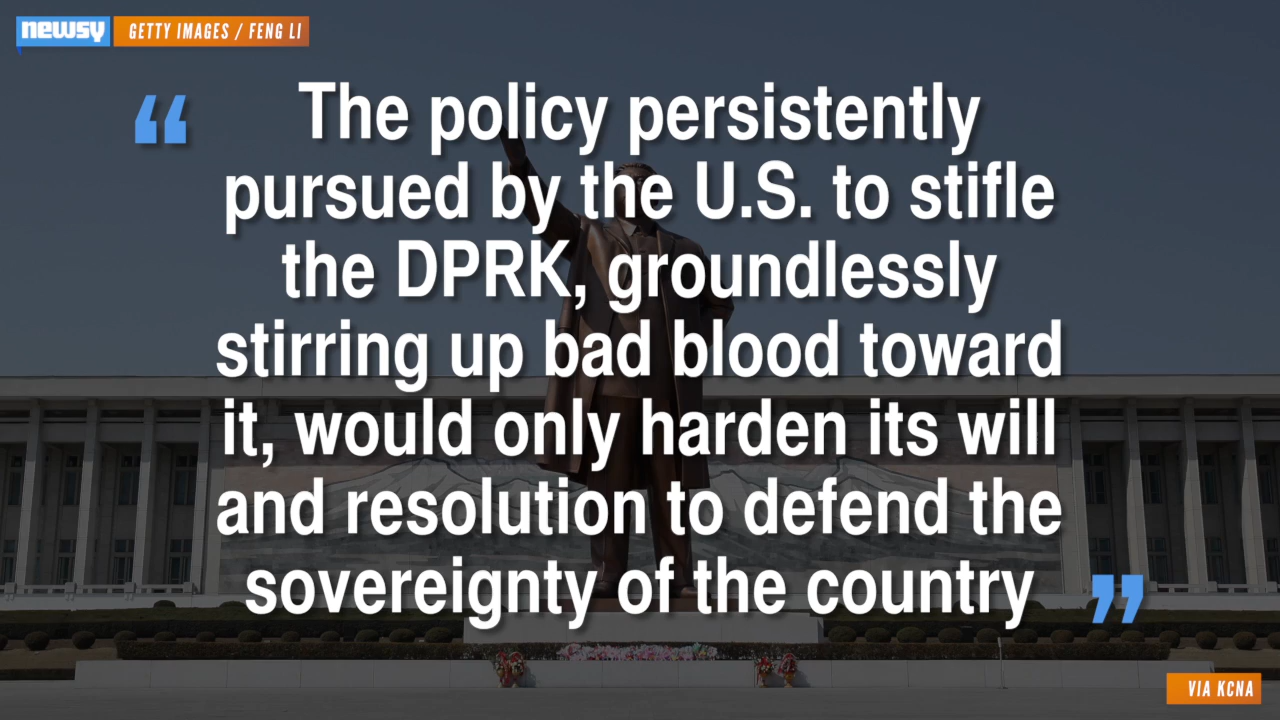 newsy GETTY IMAGES / FENG LI
“ The policy persistently
pursued by the U.S. to stifle
the DPRK, groundlessly
stirring up bad blood toward
it, would only harden its will
and resolution to defend the
sovereignty of the country ”
VIA KCNA